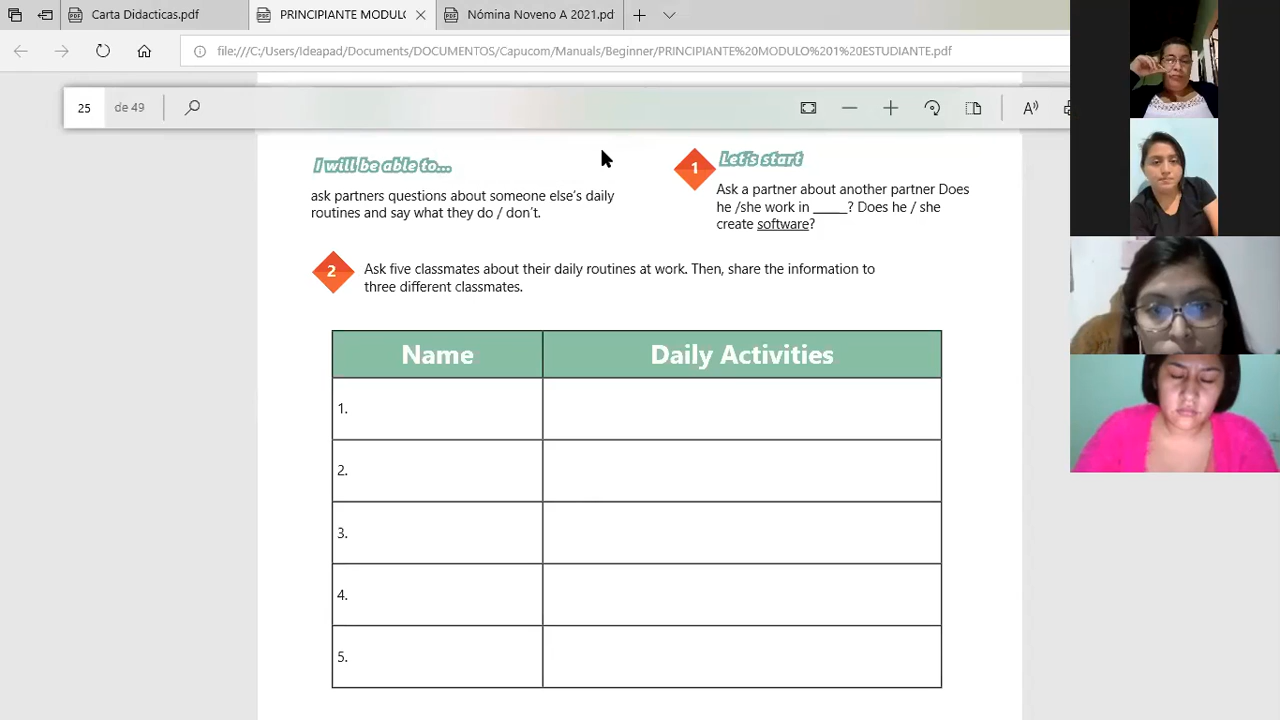 Carta Didacticas.pdf
PRINCIPIANTE MODULO
Nómina Noveno A 2021.pd
file:///C:/Users/Ideapad/Documents/DOCUMENTOS/Capucom/Manuals/Beginner/PRINCIPIANTE%20MODULO%201%20ESTUDIANTE.pdf
25 de 49
I will be able to...
ask partners questions about someone else's daily
routines and say what they do / don't.
1 Let's start
Ask a partner about another partner Does
he /she work in _____? Does he / she
create software?
2 Ask five classmates about their daily routines at work. Then, share the information to
three different classmates.
Name Daily Activities
1.
2.
3.
4.
5.